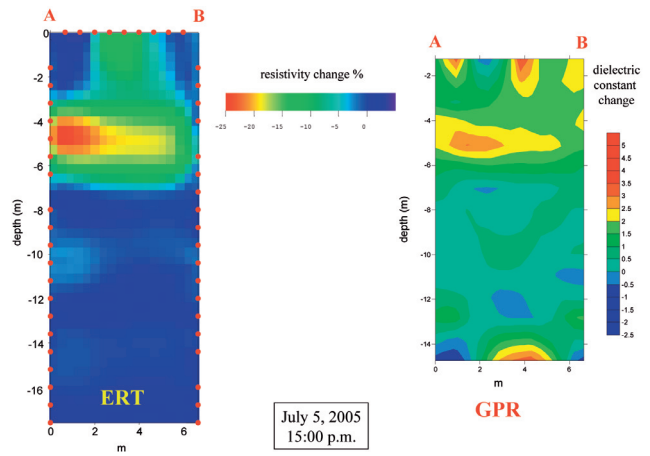 A B
0
-2
-4
-6
-8
-10
-12
-14
-16
depth (m)
0 2 4 6
m
ERT
resistivity change %
-25 -20 -15 -10 -5 0
July 5, 2005
15:00 p.m.
A B
-2
-4
-6
-8
-10
-12
-14
depth (m)
0 2 4 6
m
GPR
dielectric
constant
change
5
4.5
4
3.5
3
2.5
2
1.5
1
0.5
0
-0.5
-1
-1.5
-2
-2.5